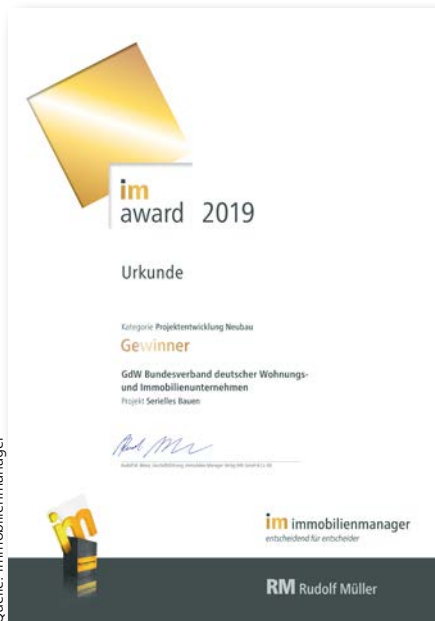 im
award 2019
Urkunde
Kategorie Projektentwicklung Neubau
Gewinner
GdW Bundesverband deutscher Wohnungs-
und Immobilienunternehmen
Projekt Serielles Bauen
im immobilienmanager
entscheidend für entscheider
RM Rudolf Müller
im
Quelle: Immobilienmanager